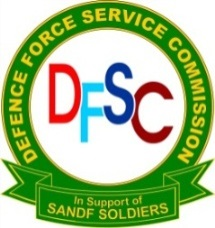 DEFENCE FORCE SERVICE COMMISSION
DFSC
In Support of
SANDF SOLDIERS